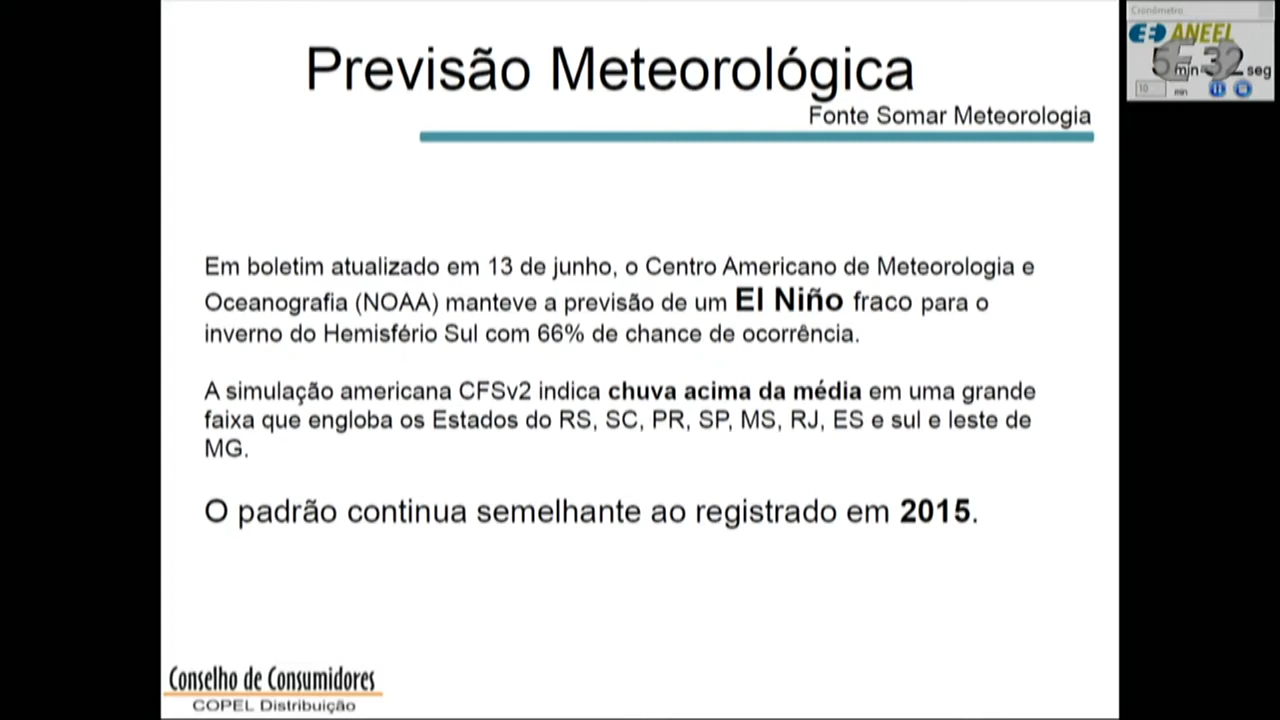 Previsão Meteorológica
Fonte Somar Meteorologia
Em boletim atualizado em 13 de junho, o Centro Americano de Meteorologia e
Oceanografia (NOAA) manteve a previsão de um El Niño fraco para o
inverno do Hemisfério Sul com 66% de chance de ocorrência.
A simulação americana CFSv2 indica chuva acima da média em uma grande
faixa que engloba os Estados do RS, SC, PR, SP, MS, RJ, ES e sul e leste de
MG.
O padrão continua semelhante ao registrado em 2015.
Conselho de Consumidores
COPEL Distribuição
Cronômetro
ANEEL
min 32 seg
10 min